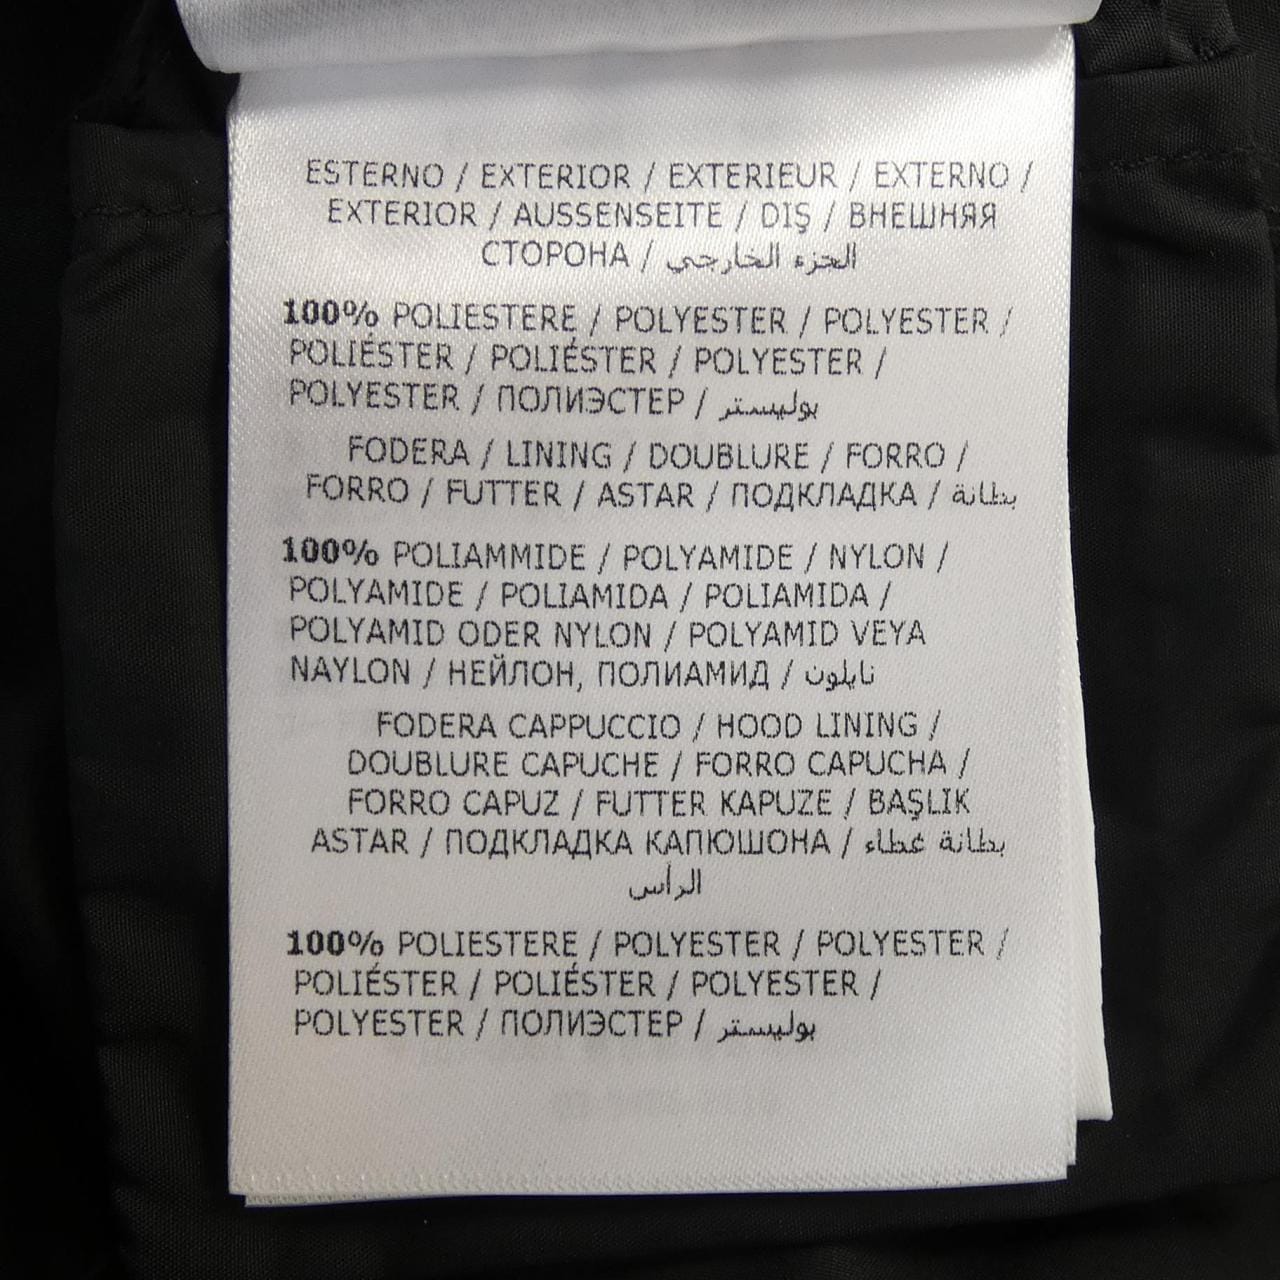 ESTERNO / EXTERIOR / EXTERIEUR / EXTERNO /
EXTERIOR / AUSSENSEITE / DIŞ / ВНЕШНЯЯ
СТОРОНА / الجزء الخارجي
100% POLIESTERE / POLYESTER / POLYESTER /
POLIÉSTER / POLIÉSTER / POLYESTER /
POLYESTER / ПОЛИЭСТЕР / بوليستر
FODERA / LINING / DOUBLURE / FORRO /
FORRO / FUTTER / ASTAR / ПОДКЛАДКА / بطانة
100% POLIAMMIDE / POLYAMIDE / NYLON /
POLYAMIDE / POLIAMIDA / POLIAMIDA /
POLYAMID ODER NYLON / POLYAMID VEYA
NAYLON / НЕЙЛОН, ПОЛИАМИД / نايلون
FODERA CAPPUCCIO / HOOD LINING /
DOUBLURE CAPUCHE / FORRO CAPUCHA /
FORRO CAPUZ / FUTTER KAPUZE / BAŞLIK
ASTAR / ПОДКЛАДКА КАПЮШОНА / بطانة غطاء
الرأس
100% POLIESTERE / POLYESTER / POLYESTER /
POLIÉSTER / POLIÉSTER / POLYESTER /
POLYESTER / ПОЛИЭСТЕР / بوليستر